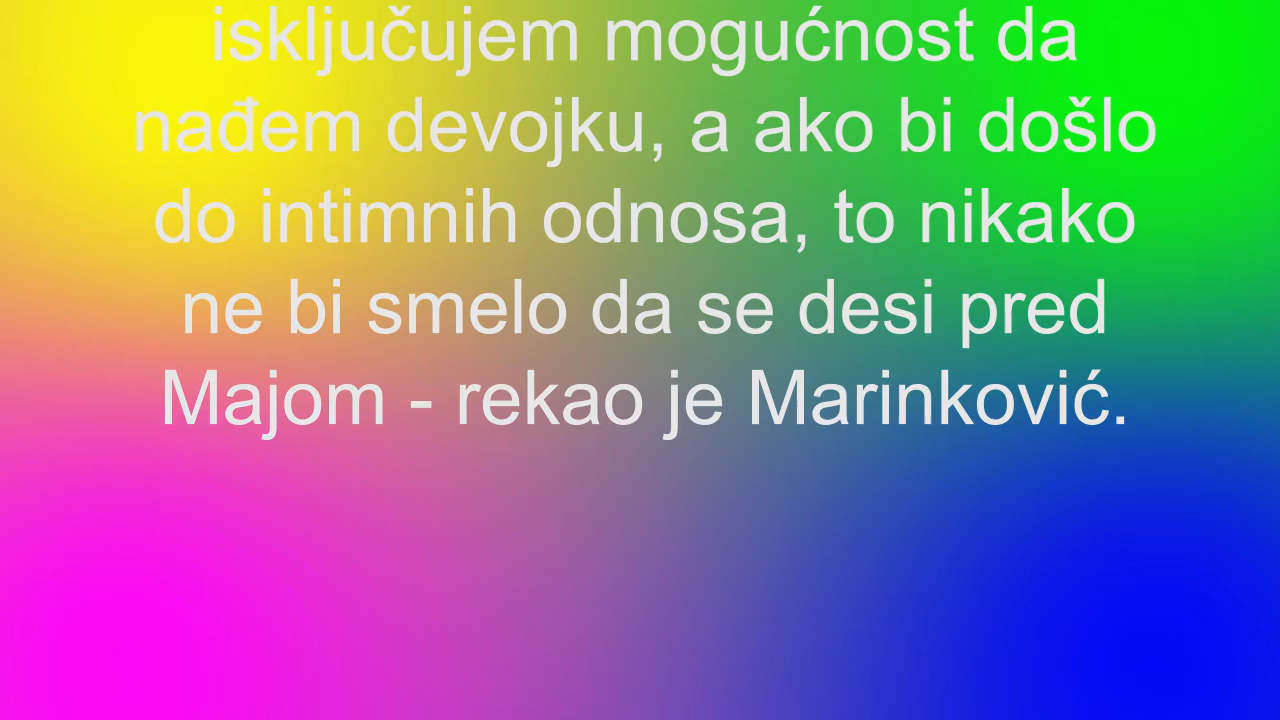 isključujem mogućnost da
nađem devojku, a ako bi došlo
do intimnih odnosa, to nikako
ne bi smelo da se desi pred
Majom - rekao je Marinković.